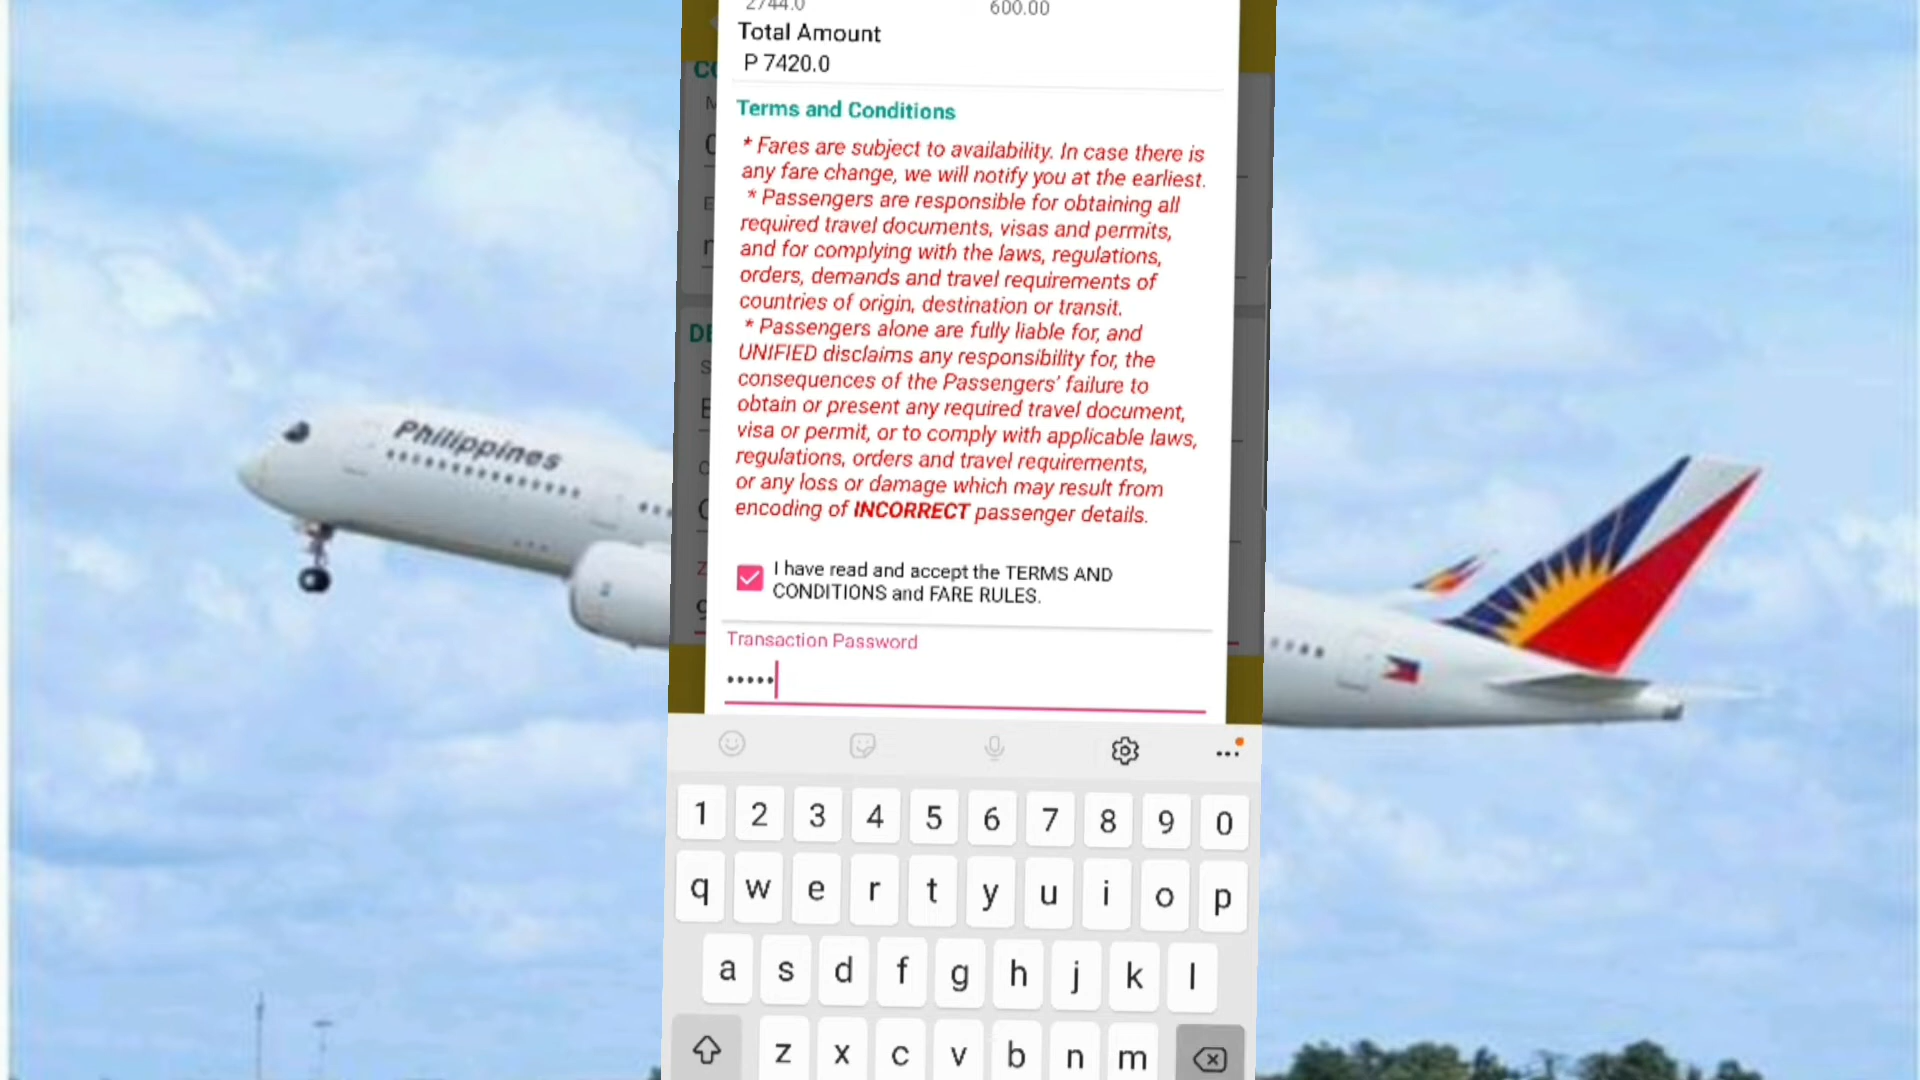 2744.0 600.00
Total Amount
P 7420.0
Terms and Conditions
* Fares are subject to availability. In case there is
any fare change, we will notify you at the earliest.
* Passengers are responsible for obtaining all
required travel documents, visas and permits,
and for complying with the laws, regulations,
orders, demands and travel requirements of
countries of origin, destination or transit.
* Passengers alone are fully liable for, and
UNIFIED disclaims any responsibility for, the
consequences of the Passengers' failure to
obtain or present any required travel document,
visa or permit, or to comply with applicable laws,
regulations, orders and travel requirements,
or any loss or damage which may result from
encoding of INCORRECT passenger details.
I have read and accept the TERMS AND
CONDITIONS and FARE RULES.
Transaction Password
•••••
1 2 3 4 5 6 7 8 9 0
q w e r t y u i o p
a s d f g h j k l
z x c v b n m
Philippines